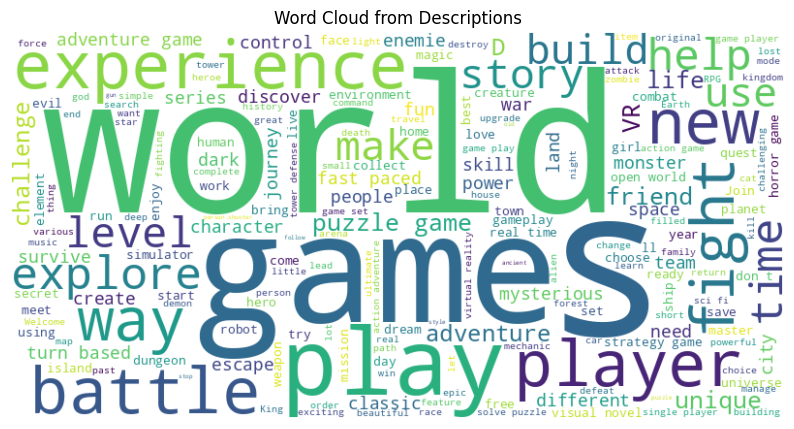 Word Cloud from Descriptions
force
adventure game
tower
face
light
enemie
destroy
D
build
item
original
game player
lost
mode
heroe
control
magic
attack
zombie
help
RPG
kingdom
experience
story
evil
god
simple
series
discover
environment
creature
best
war
life
Earth
end
search
want
star
history
command
travel
fun
VR
combat
use
world
new
challenge
human
dark
complete
great
fighting
journey
live
make
death
home
love
land
night
girl
action game
horror game
challenging
element
thing
enjoy
work
tower defense
small
collect
fast paced
skill
monster
open world
quest
cat
Join
run
bring
people
place
power
upgrade
game play
house
friend
space
planet
filled
kill
various
level
character
puzzle game
game set
town
gameplay
real time
year
family
music
deep
survive
simulator
come
little
arena
ultimate
action adventure
virtual reality
change
choose
ll
learn
team
ready
return
don t
fight
time
explore
games
follow
lead
ancient
alien
mysterious
ship
sci fi
secret
create
start
demon
person
hero
lot
dream
real
forest
set
car
save
short
powerful
master
meet
Welcome
using
way
robot
try
play
path
day
win
adventure
mechanic
need
strategy game
universe
choice
city
map
turn based
dungeon
escape
weapon
mission
let
style
player
manage
island
past
stop
epic
classic
feature
different
defeat
unique
battle
King
order
exciting
beautiful
race
free
solve puzzle
visual novel
single player
building